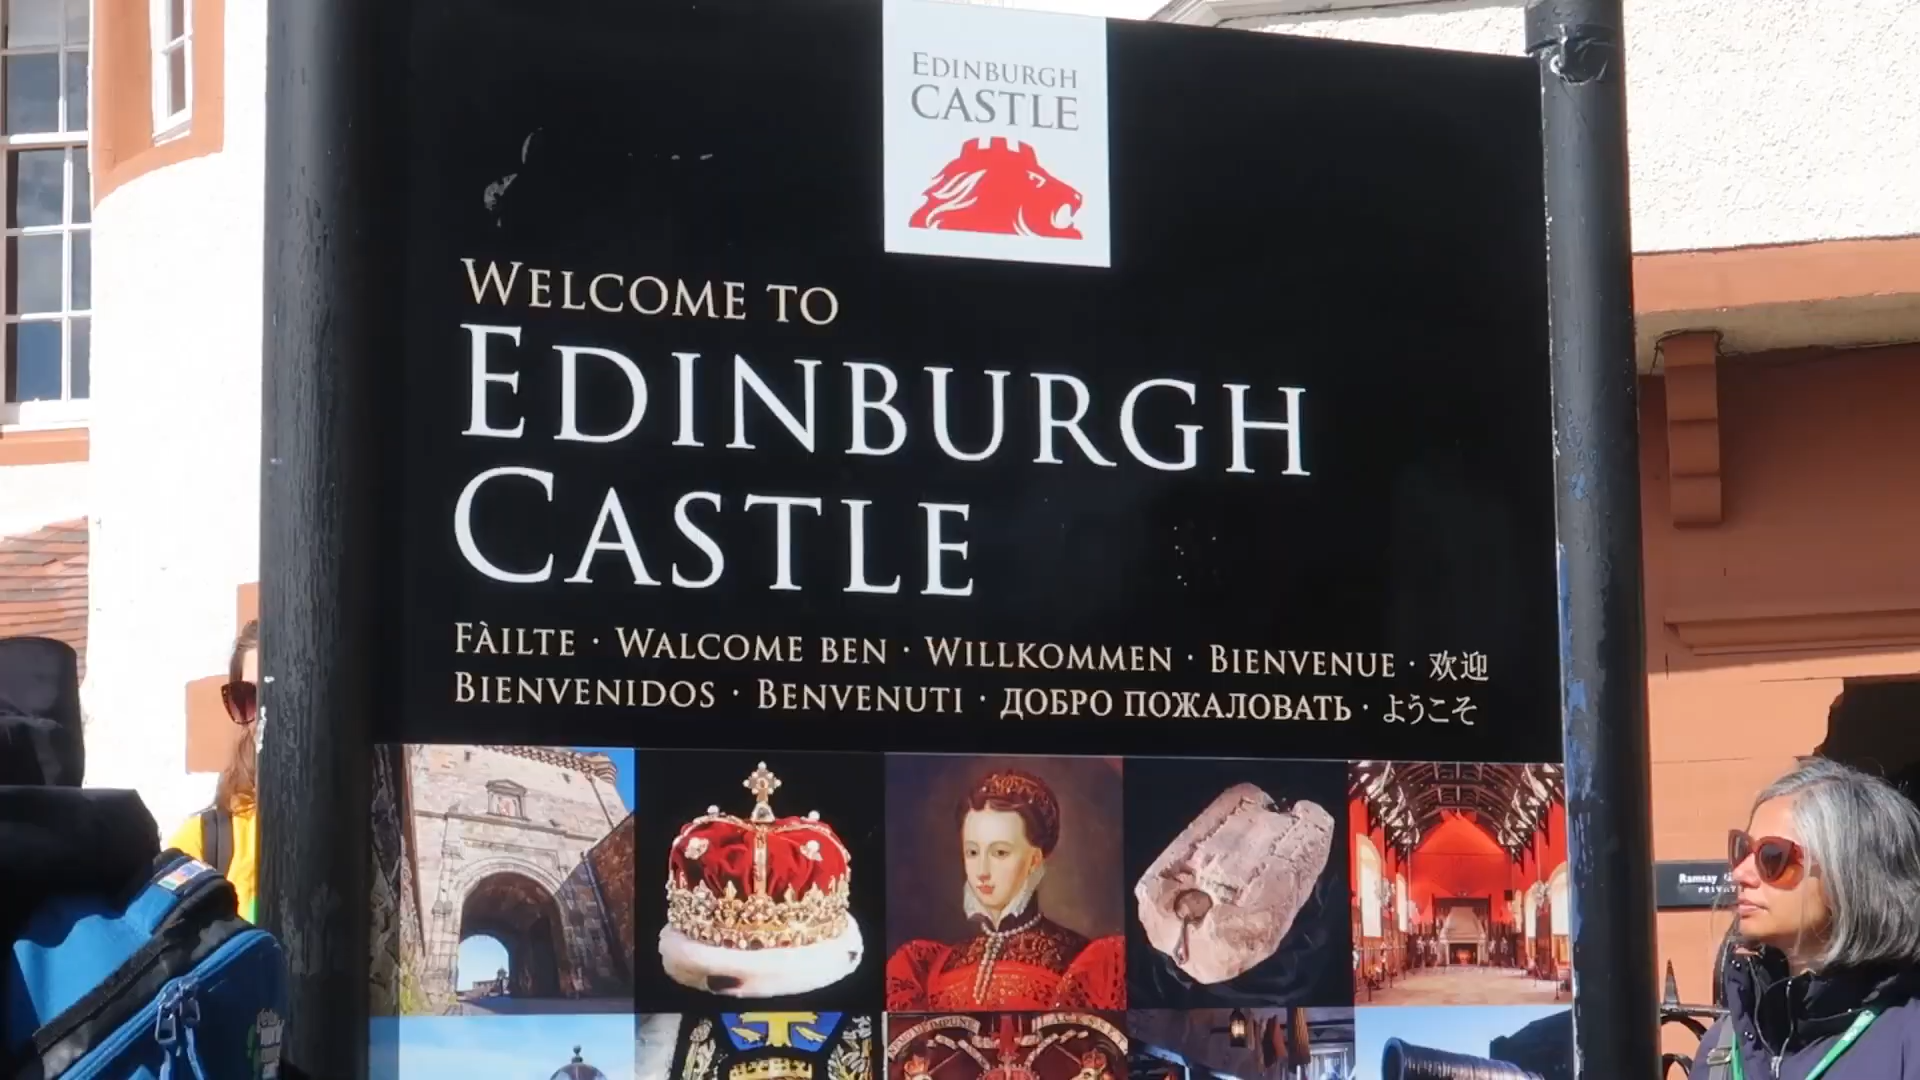 EDINBURGH
CASTLE
WELCOME TO
EDINBURGH
CASTLE
FÀILTE · WALCOME BEN · WILLKOMMEN · BIENVENUE · 欢迎
BIENVENIDOS · BENVENUTI · ДОБРО ПОЖАЛОВАТЬ · ようこそ
Ramsay